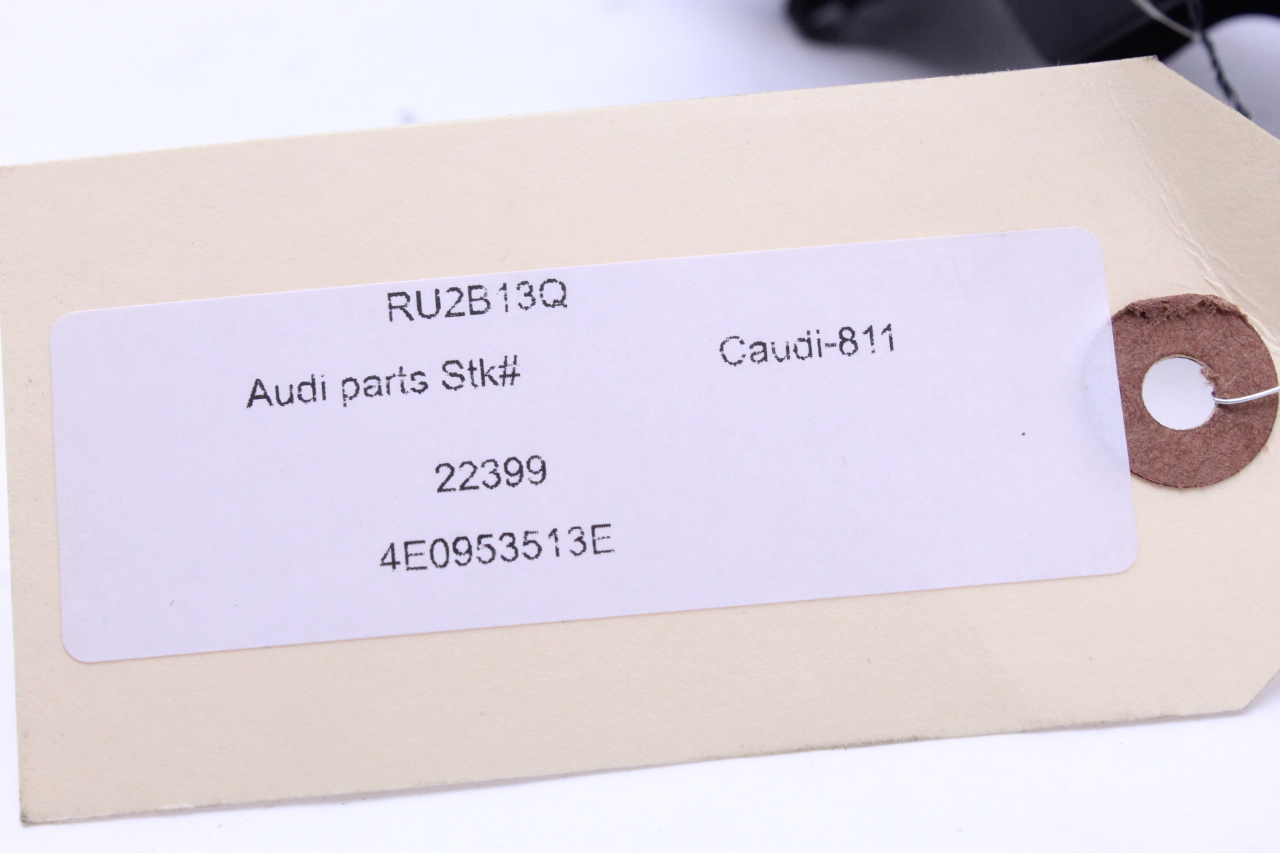 RU2B13Q
Audi parts Stk# Caudi-811
22399
4E0953513E